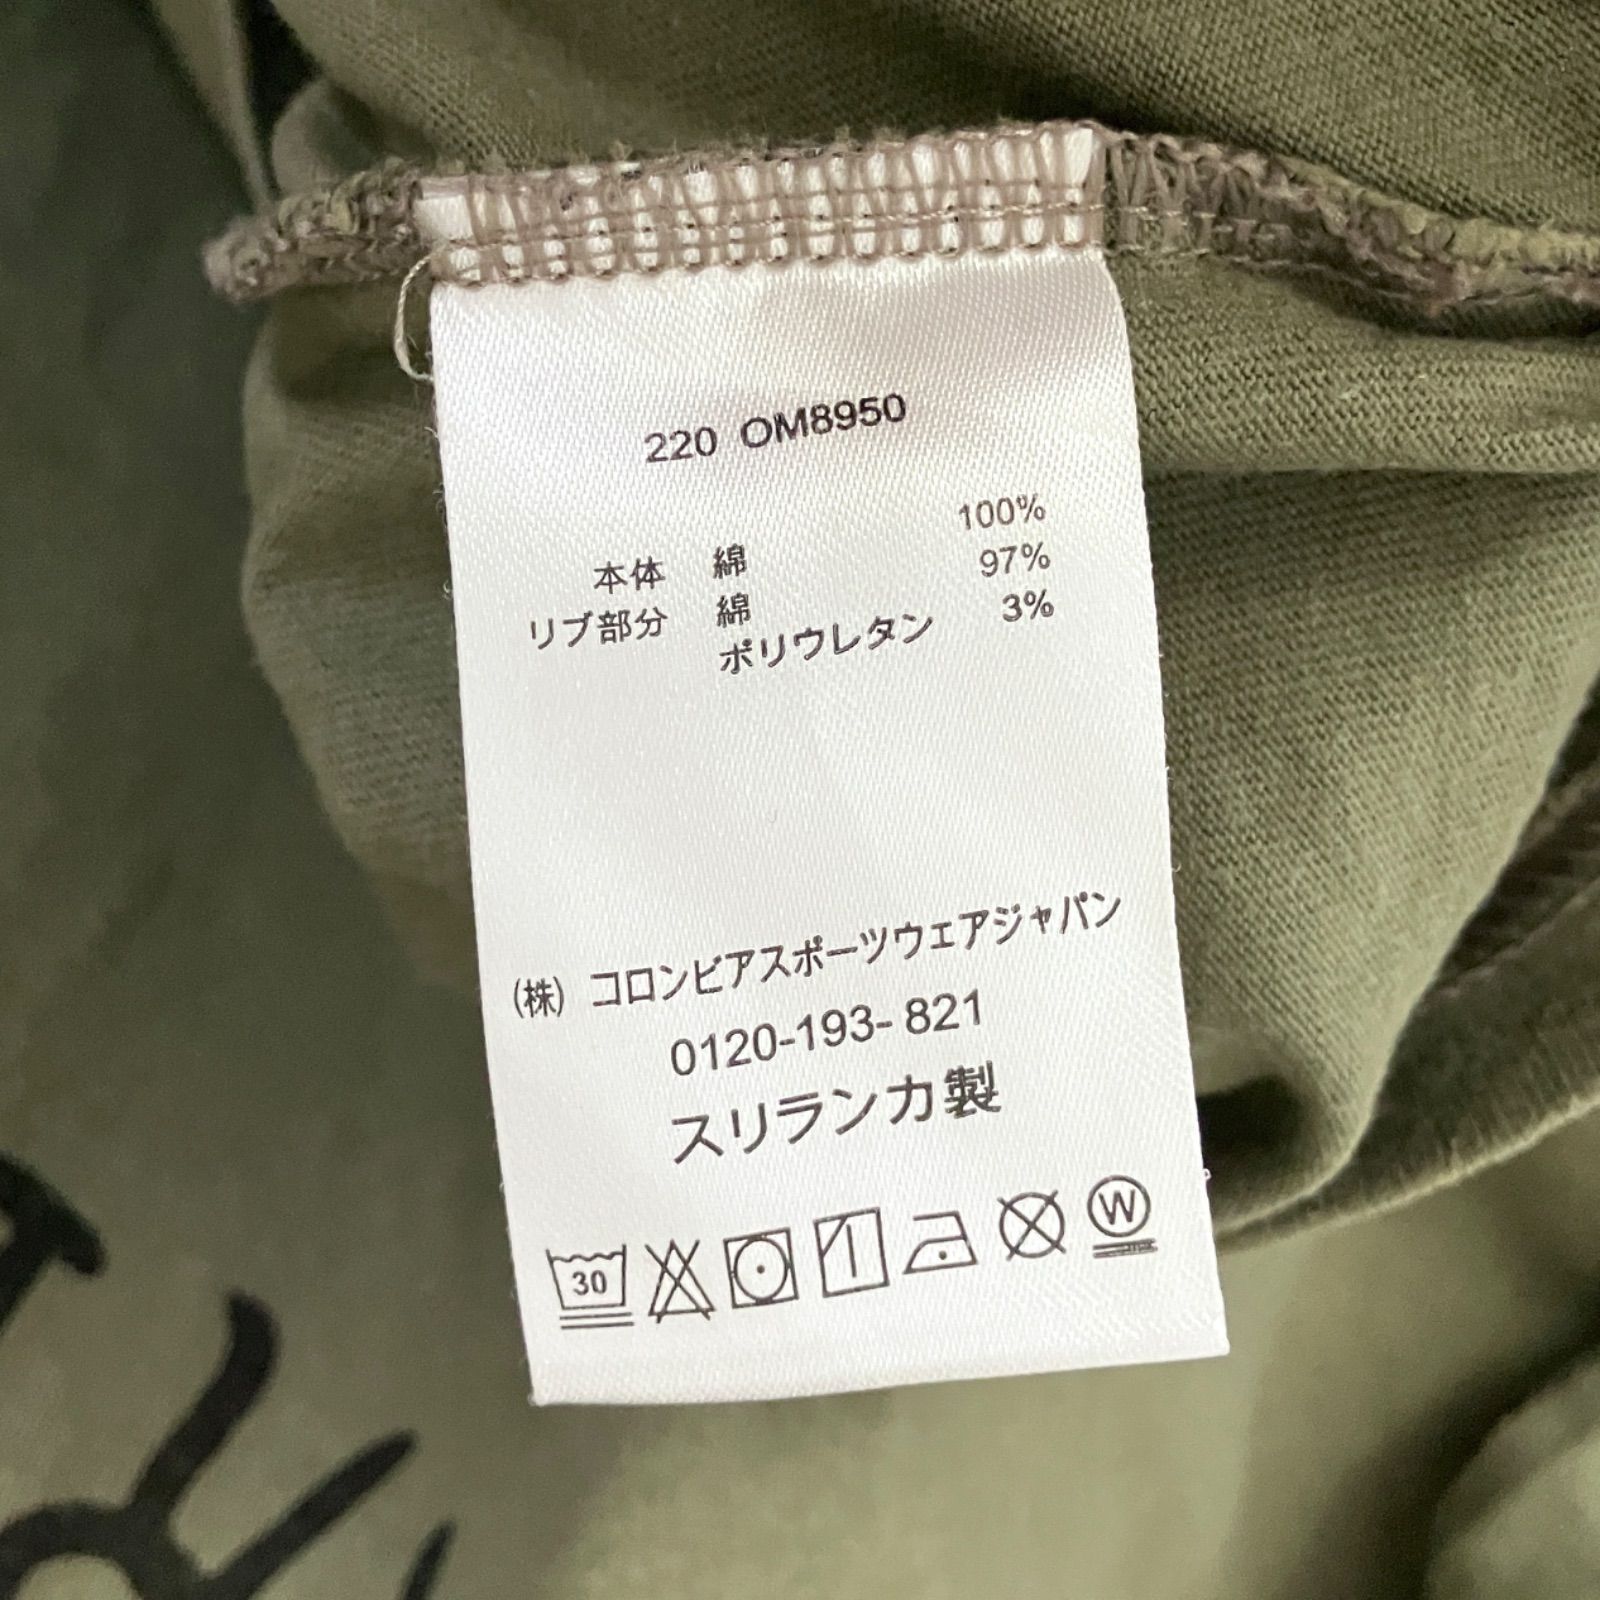 220 OM8950
本体 綿 100%
リブ部分 綿 97%
ポリウレタン 3%
(株) コロンビアスポーツウェアジャパン
0120-193-821
スリランカ製
30 W